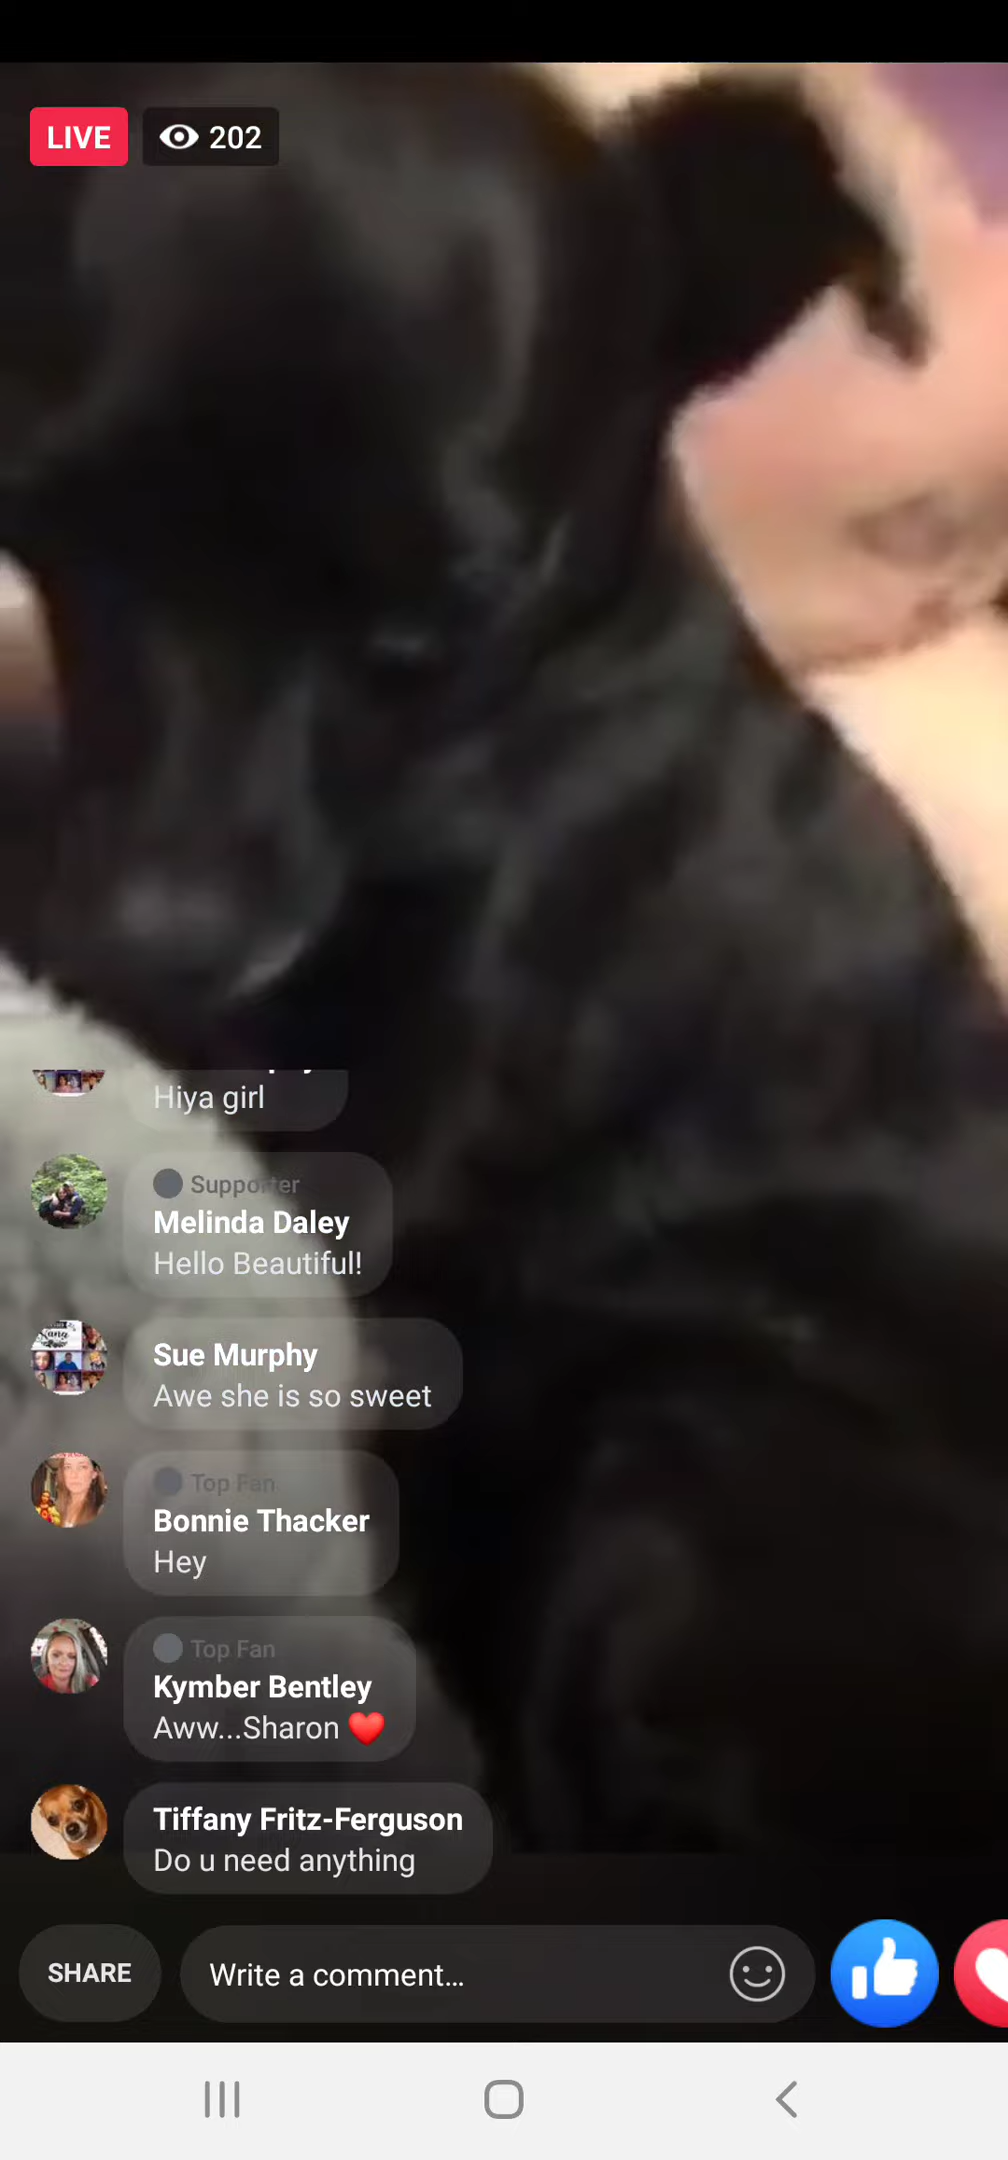 LIVE
202
Hiya girl
Supporter
Melinda Daley
Hello Beautiful!
Nana
Sue Murphy
Awe she is so sweet
Top Fan
Bonnie Thacker
Hey
Top Fan
Kymber Bentley
Aww...Sharon ❤️
Tiffany Fritz-Ferguson
Do u need anything
SHARE
Write a comment...